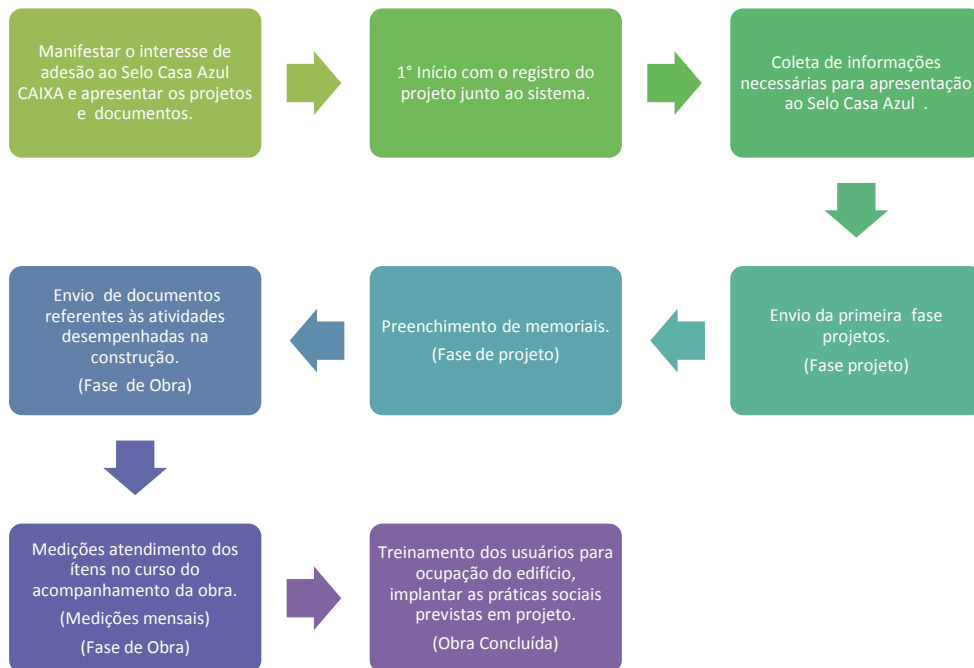 Manifestar o interesse de
adesão ao Selo Casa Azul
CAIXA e apresentar os projetos
e documentos.
1° Início com o registro do
projeto junto ao sistema.
Coleta de informações
necessárias para apresentação
ao Selo Casa Azul .
Envio da primeira fase
projetos.
(Fase projeto)
Preenchimento de memoriais.
(Fase de projeto)
Envio de documentos
referentes às atividades
desempenhadas na
construção.
(Fase de Obra)
Medições atendimento dos
ítens no curso do
acompanhamento da obra.
(Medições mensais)
(Fase de Obra)
Treinamento dos usuários para
ocupação do edifício,
implantar as práticas sociais
previstas em projeto.
(Obra Concluída)